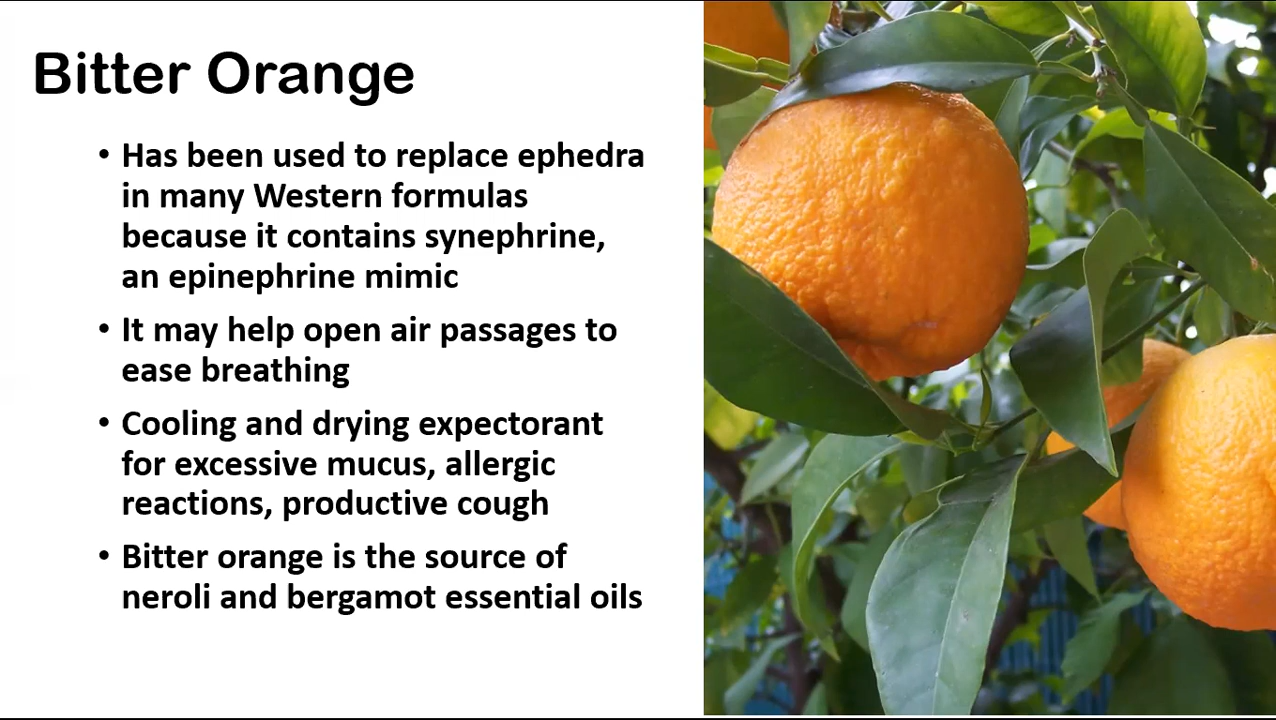 Bitter Orange
• Has been used to replace ephedra
in many Western formulas
because it contains synephrine,
an epinephrine mimic
• It may help open air passages to
ease breathing
• Cooling and drying expectorant
for excessive mucus, allergic
reactions, productive cough
• Bitter orange is the source of
neroli and bergamot essential oils